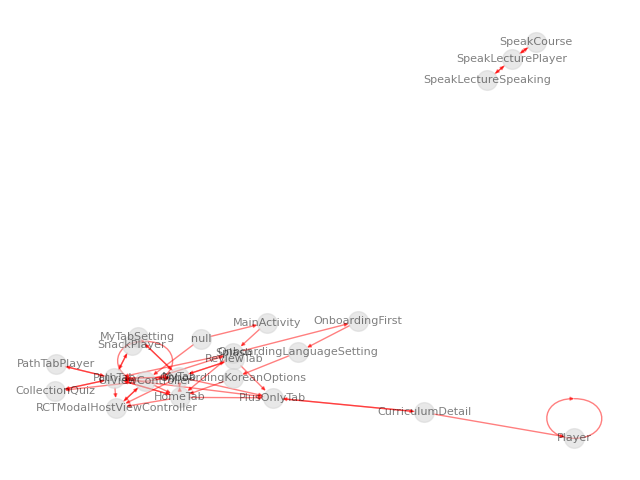 SpeakCourse
SpeakLecturePlayer
SpeakLectureSpeaking
OnboardingFirst
MainActivity
MyTabSetting
null
SnackPlayer
OnboardingLanguageSetting
ReviewTab
PathTabPlayer
OnboardingKoreanOptions
CollectionQuiz
HomeTab
PlusOnlyTab
RCTModalHostViewController
CurriculumDetail
Player